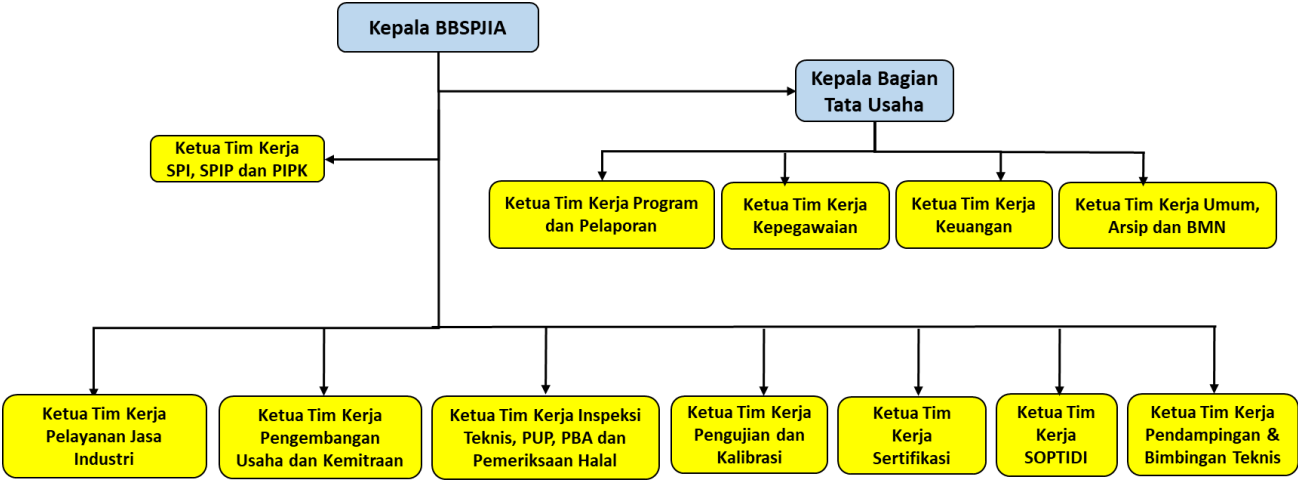 Kepala BBSPJIA
Kepala Bagian
Tata Usaha
Ketua Tim Kerja
SPI, SPIP dan PIPK
Ketua Tim Kerja Program
dan Pelaporan
Ketua Tim Kerja
Kepegawaian
Ketua Tim Kerja
Keuangan
Ketua Tim Kerja Umum,
Arsip dan BMN
Ketua Tim Kerja
Pelayanan Jasa
Industri
Ketua Tim Kerja
Pengembangan
Usaha dan Kemitraan
Ketua Tim Kerja Inspeksi
Teknis, PUP, PBA dan
Pemeriksaan Halal
Ketua Tim Kerja
Pengujian dan
Kalibrasi
Ketua Tim
Kerja
Sertifikasi
Ketua Tim
Kerja
SOPTIDI
Ketua Tim Kerja
Pendampingan &
Bimbingan Teknis